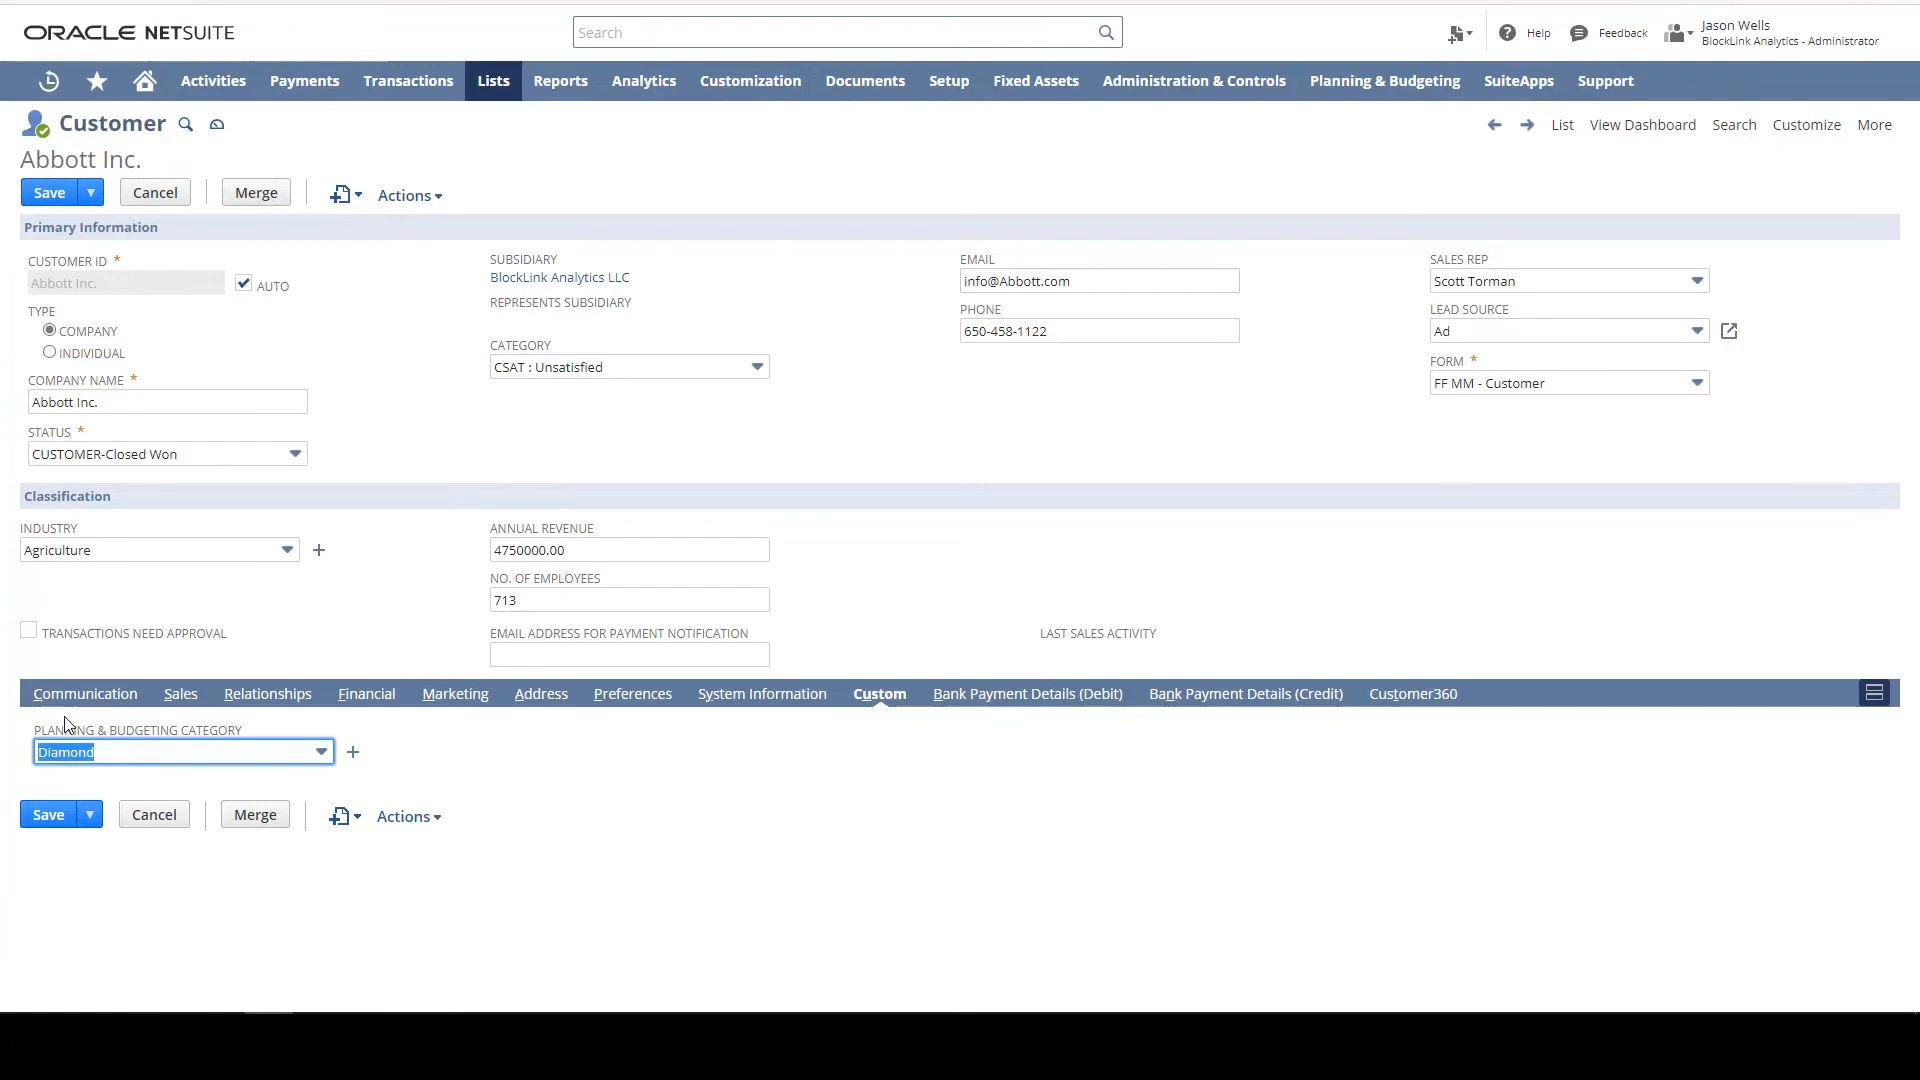 ORACLE NETSUITE
Search
Help
Feedback
Jason Wells
BlockLink Analytics - Administrator
Activities Payments Transactions Lists Reports Analytics Customization Documents Setup Fixed Assets Administration & Controls Planning & Budgeting SuiteApps Support
Customer
List View Dashboard Search Customize More
Abbott Inc.
Save Cancel Merge Actions
Primary Information
CUSTOMER ID *
Abbott Inc.
AUTO
TYPE
COMPANY
INDIVIDUAL
COMPANY NAME *
Abbott Inc.
STATUS *
CUSTOMER-Closed Won
SUBSIDIARY
BlockLink Analytics LLC
REPRESENTS SUBSIDIARY
CATEGORY
CSAT : Unsatisfied
EMAIL
info@Abbott.com
PHONE
650-458-1122
SALES REP
Scott Torman
LEAD SOURCE
Ad
FORM *
FF MM - Customer
Classification
INDUSTRY
Agriculture
TRANSACTIONS NEED APPROVAL
ANNUAL REVENUE
4750000.00
NO. OF EMPLOYEES
713
EMAIL ADDRESS FOR PAYMENT NOTIFICATION
LAST SALES ACTIVITY
Communication Sales Relationships Financial Marketing Address Preferences System Information Custom Bank Payment Details (Debit) Bank Payment Details (Credit) Customer360
PLANNING & BUDGETING CATEGORY
Diamond
Save Cancel Merge Actions